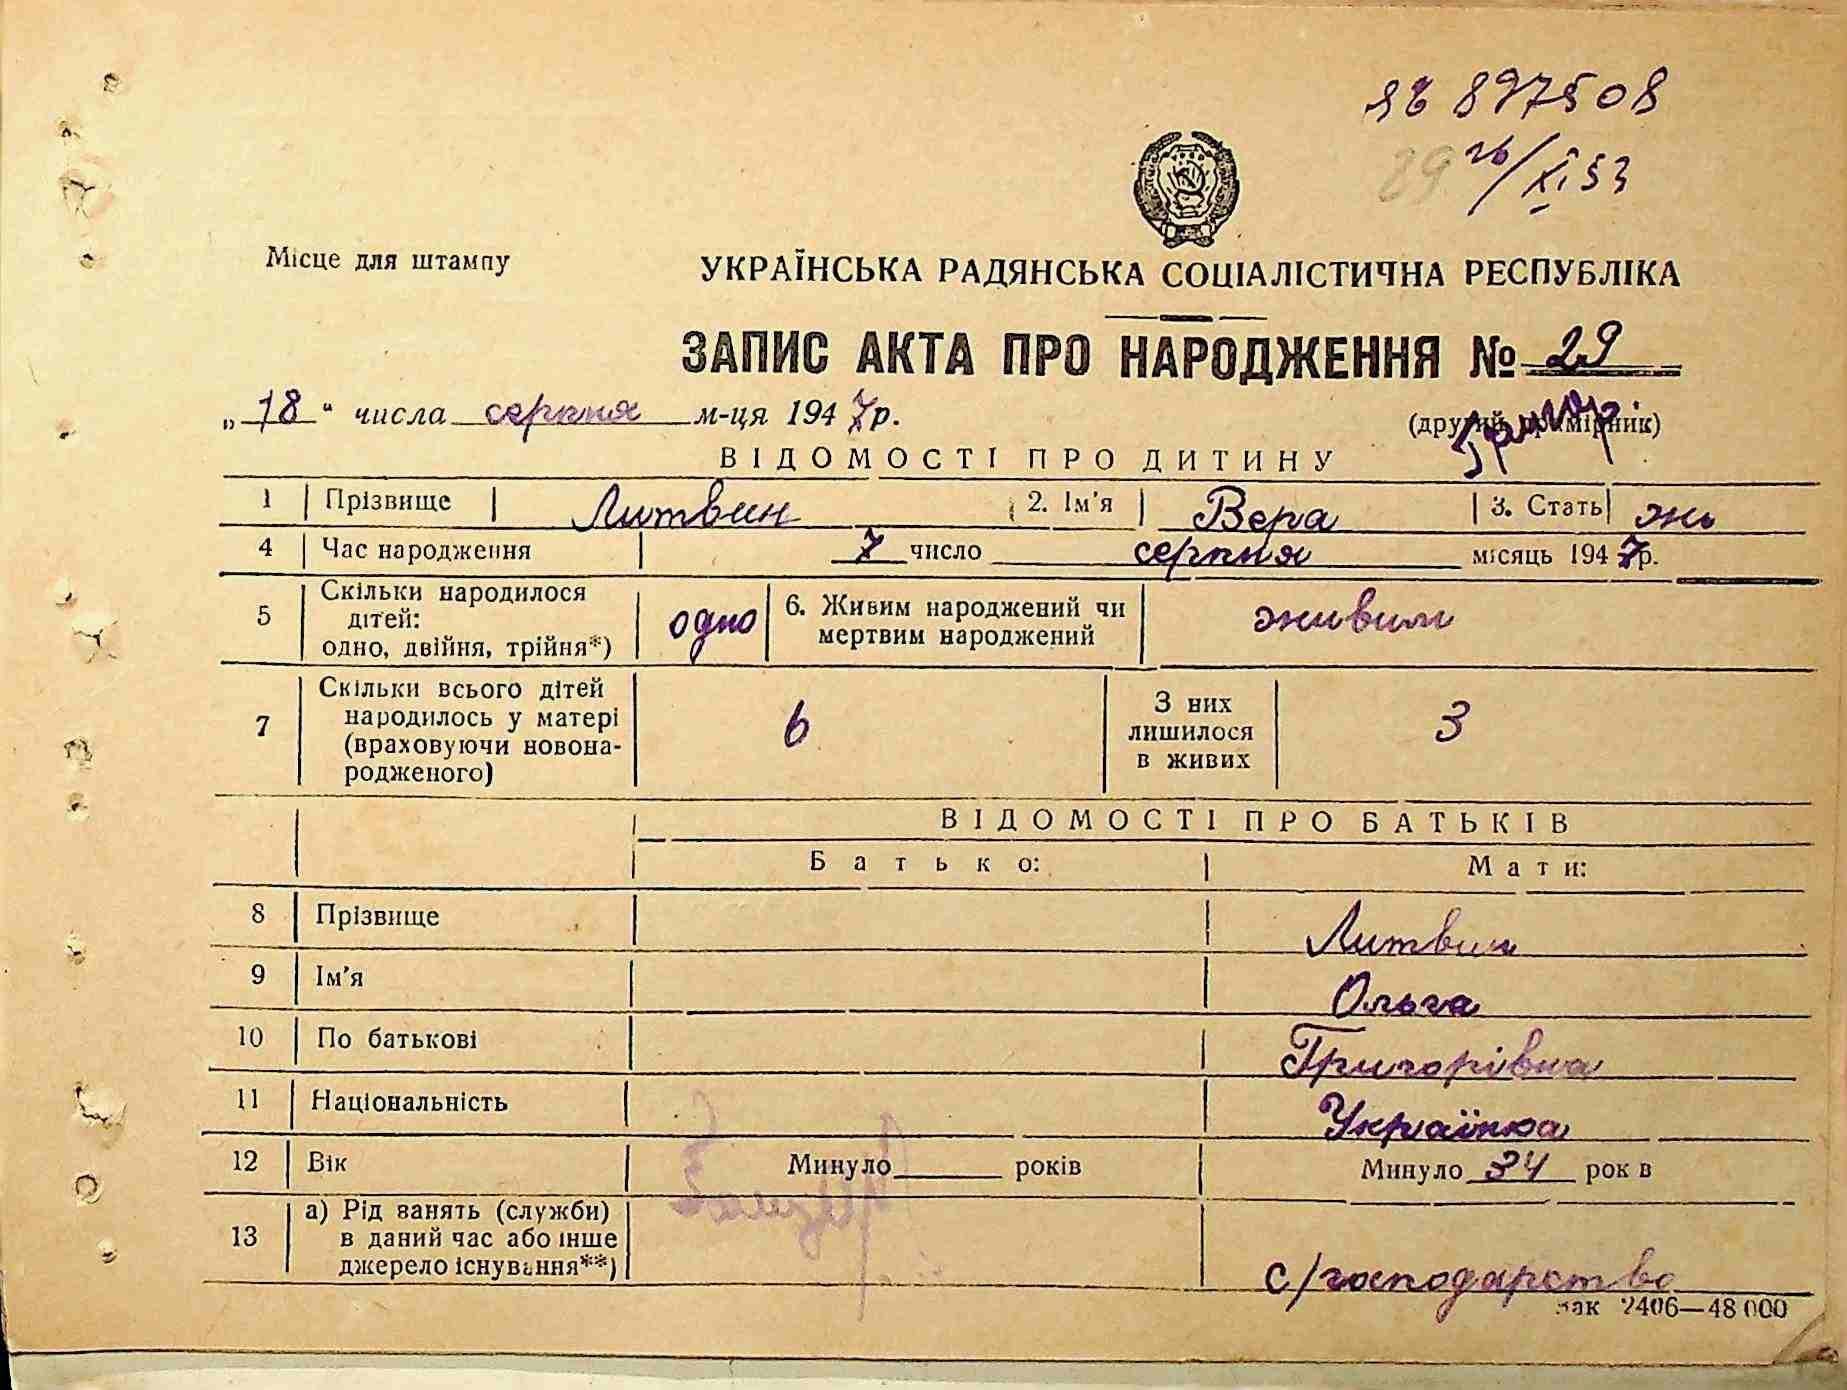 ЯБ 897508
29 26/XI 53
Місце для штампу
УКРАЇНСЬКА РАДЯНСЬКА СОЦІАЛІСТИЧНА РЕСПУБЛІКА
ЗАПИС АКТА ПРО НАРОДЖЕННЯ № 29
„18“ числа серпня м-ця 1947 р.
(другий примірник)
ВІДОМОСТІ ПРО ДИТИНУ
1 Прізвище Литвин 2. Ім'я Вера 3. Стать жь
4 Час народження 7 число серпня місяць 1947 р.
5 Скільки народилося дітей: одно, двійня, трійня*) одно 6. Живим народжений чи мертвим народжений живим
7 Скільки всього дітей народилось у матері (враховуючи новонародженого) 6 З них лишилося в живих 3
ВІДОМОСТІ ПРО БАТЬКІВ
Батько: Мати:
8 Прізвище Литвин
9 Ім'я Ольга
10 По батькові Григорівна
11 Національність Українка
12 Вік Минуло років Минуло 34 рок в
13 а) Рід занять (служби) в даний час або інше джерело існування**) с/господарство
зак 2406—48 000